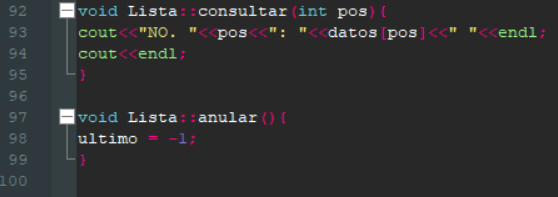 92 void Lista::consultar(int pos){
93 cout<<"NO. "<<pos<<": "<<datos[pos]<<" "<<endl;
94 cout<<endl;
95 }
96
97 void Lista::anular(){
98 ultimo = -1;
99 }
100